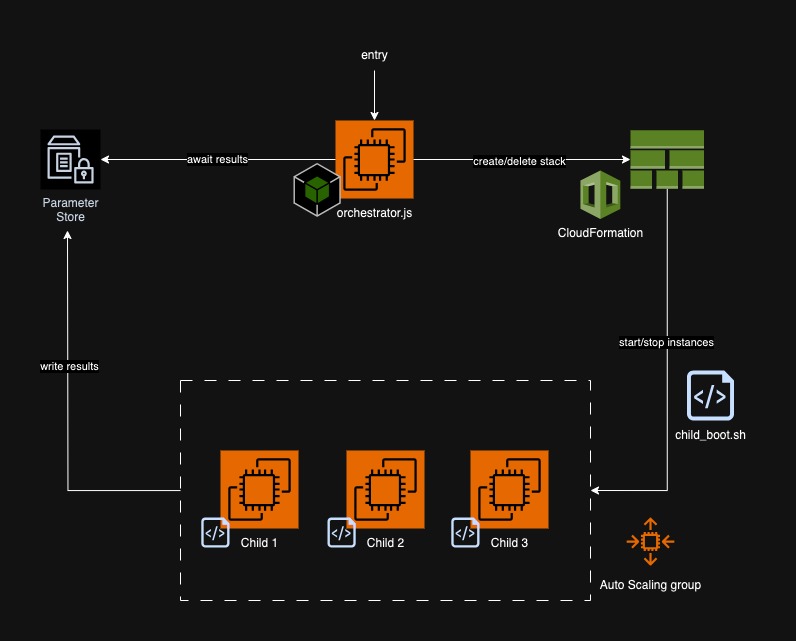 entry
await results
create/delete stack
Parameter
Store
orchestrator.js
CloudFormation
start/stop instances
write results
</>
child_boot.sh
</>
Child 1
</>
Child 2
</>
Child 3
Auto Scaling group